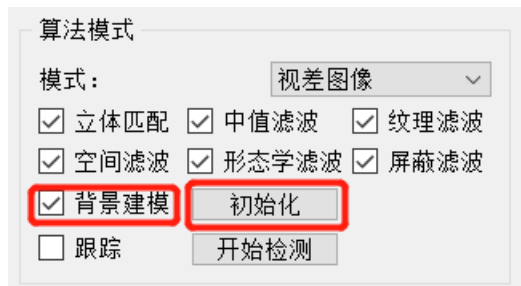 算法模式
模式： 视差图像
立体匹配 中值滤波 纹理滤波
空间滤波 形态学滤波 屏蔽滤波
背景建模 初始化
跟踪 开始检测